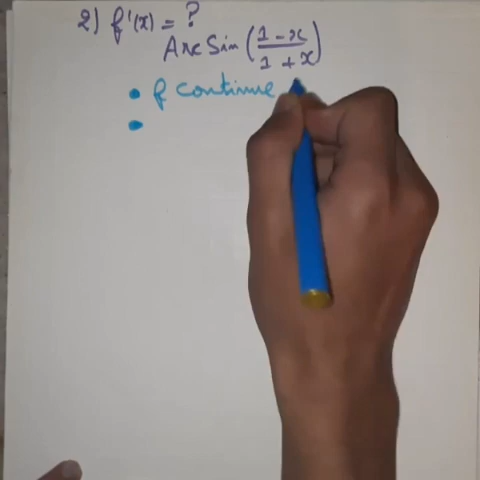 2) f'(x) = ?
Arc Sin (1-x / 1+x)
• f continue
•